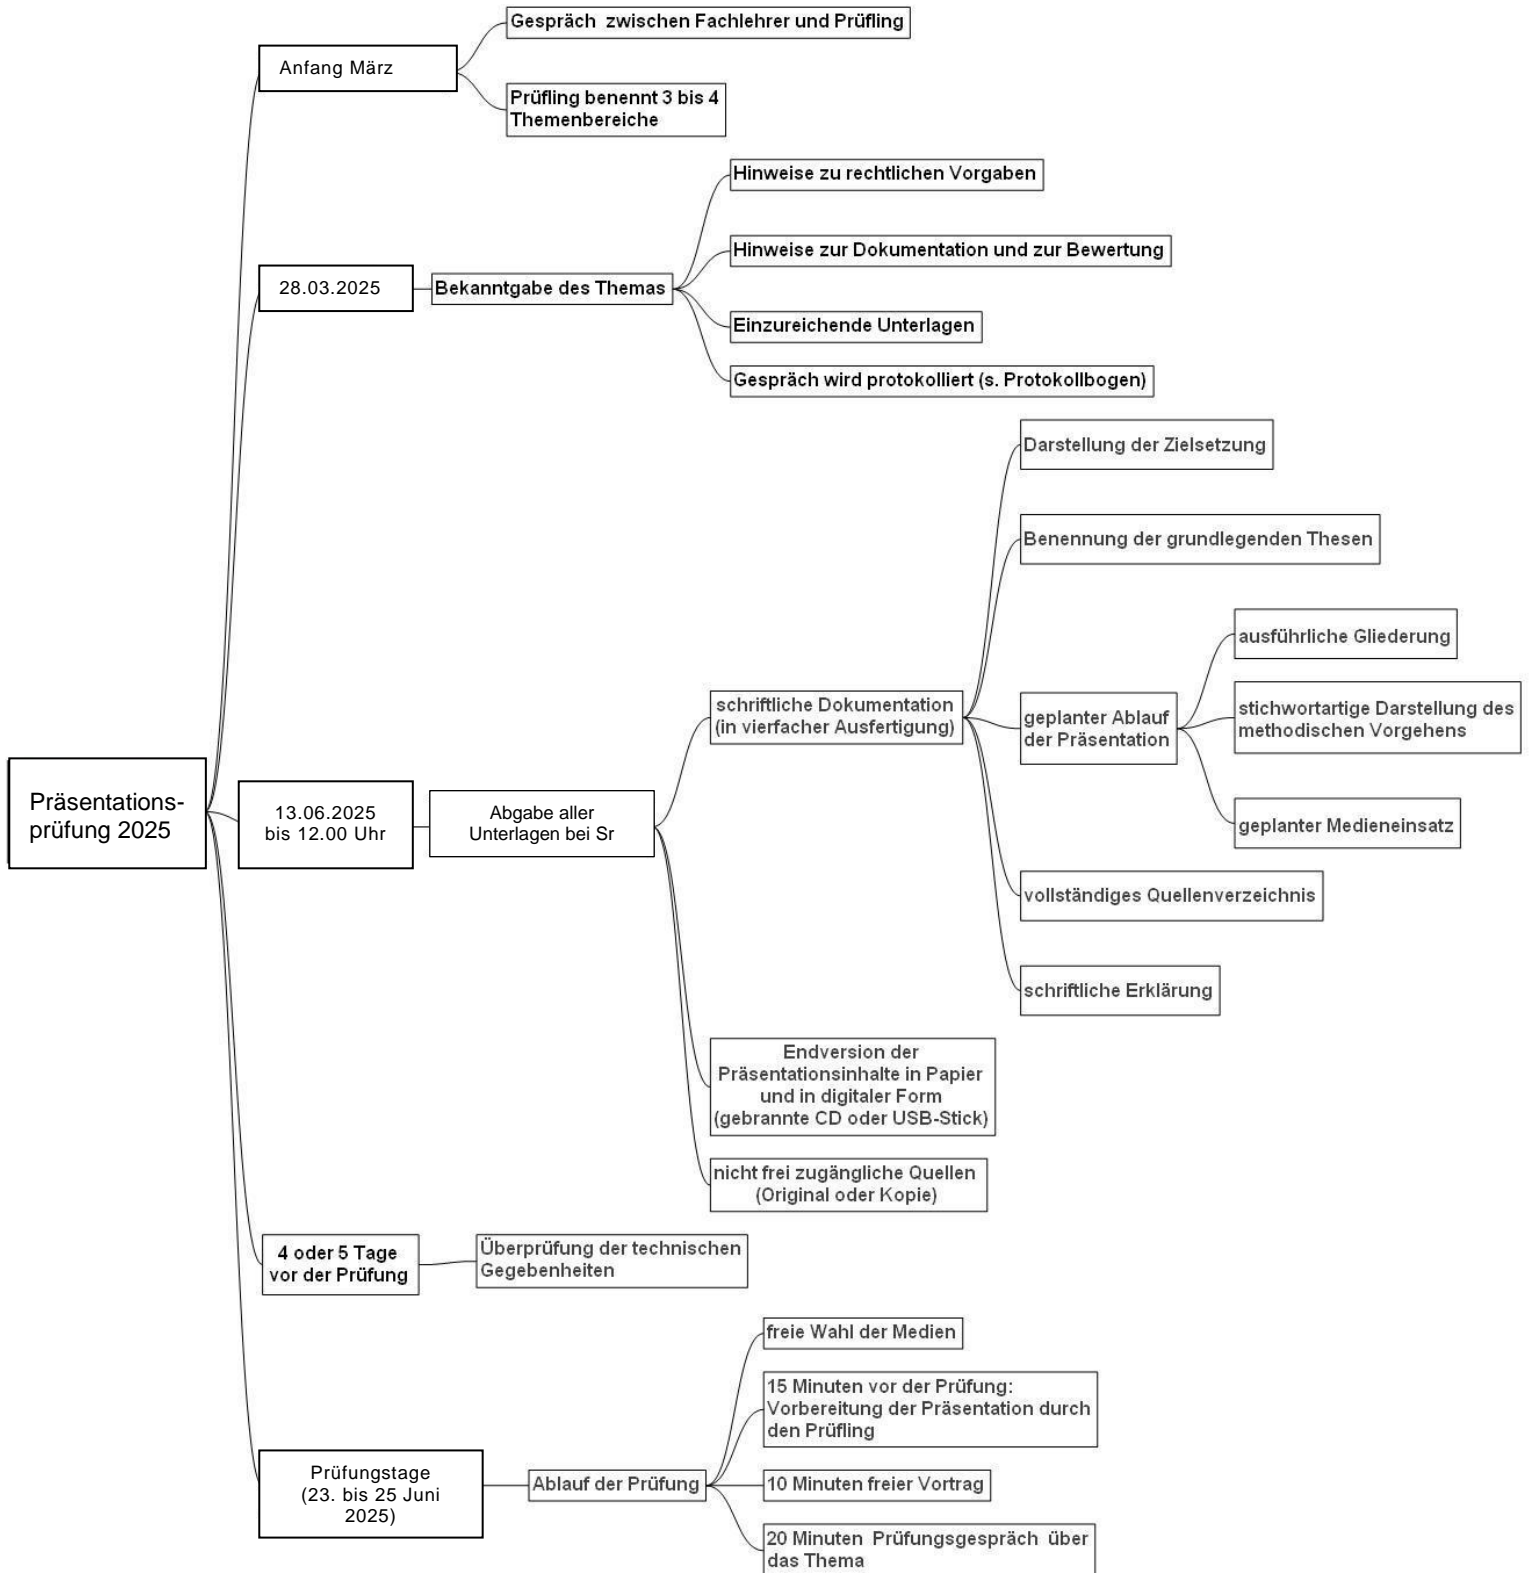 Gespräch zwischen Fachlehrer und Prüfling
Anfang März
Prüfling benennt 3 bis 4
Themenbereiche
Hinweise zu rechtlichen Vorgaben
Hinweise zur Dokumentation und zur Bewertung
28.03.2025
Bekanntgabe des Themas
Einzureichende Unterlagen
Gespräch wird protokolliert (s. Protokollbogen)
Darstellung der Zielsetzung
Benennung der grundlegenden Thesen
ausführliche Gliederung
schriftliche Dokumentation
(in vierfacher Ausfertigung)
geplanter Ablauf
der Präsentation
stichwortartige Darstellung des
methodischen Vorgehens
Präsentations-
prüfung 2025
13.06.2025
bis 12.00 Uhr
Abgabe aller
Unterlagen bei Sr
geplanter Medieneinsatz
vollständiges Quellenverzeichnis
schriftliche Erklärung
Endversion der
Präsentationsinhalte in Papier
und in digitaler Form
(gebrannte CD oder USB-Stick)
nicht frei zugängliche Quellen
(Original oder Kopie)
4 oder 5 Tage
vor der Prüfung
Überprüfung der technischen
Gegebenheiten
freie Wahl der Medien
15 Minuten vor der Prüfung:
Vorbereitung der Präsentation durch
den Prüfling
Prüfungstage
(23. bis 25 Juni
2025)
Ablauf der Prüfung
10 Minuten freier Vortrag
20 Minuten Prüfungsgespräch über
das Thema